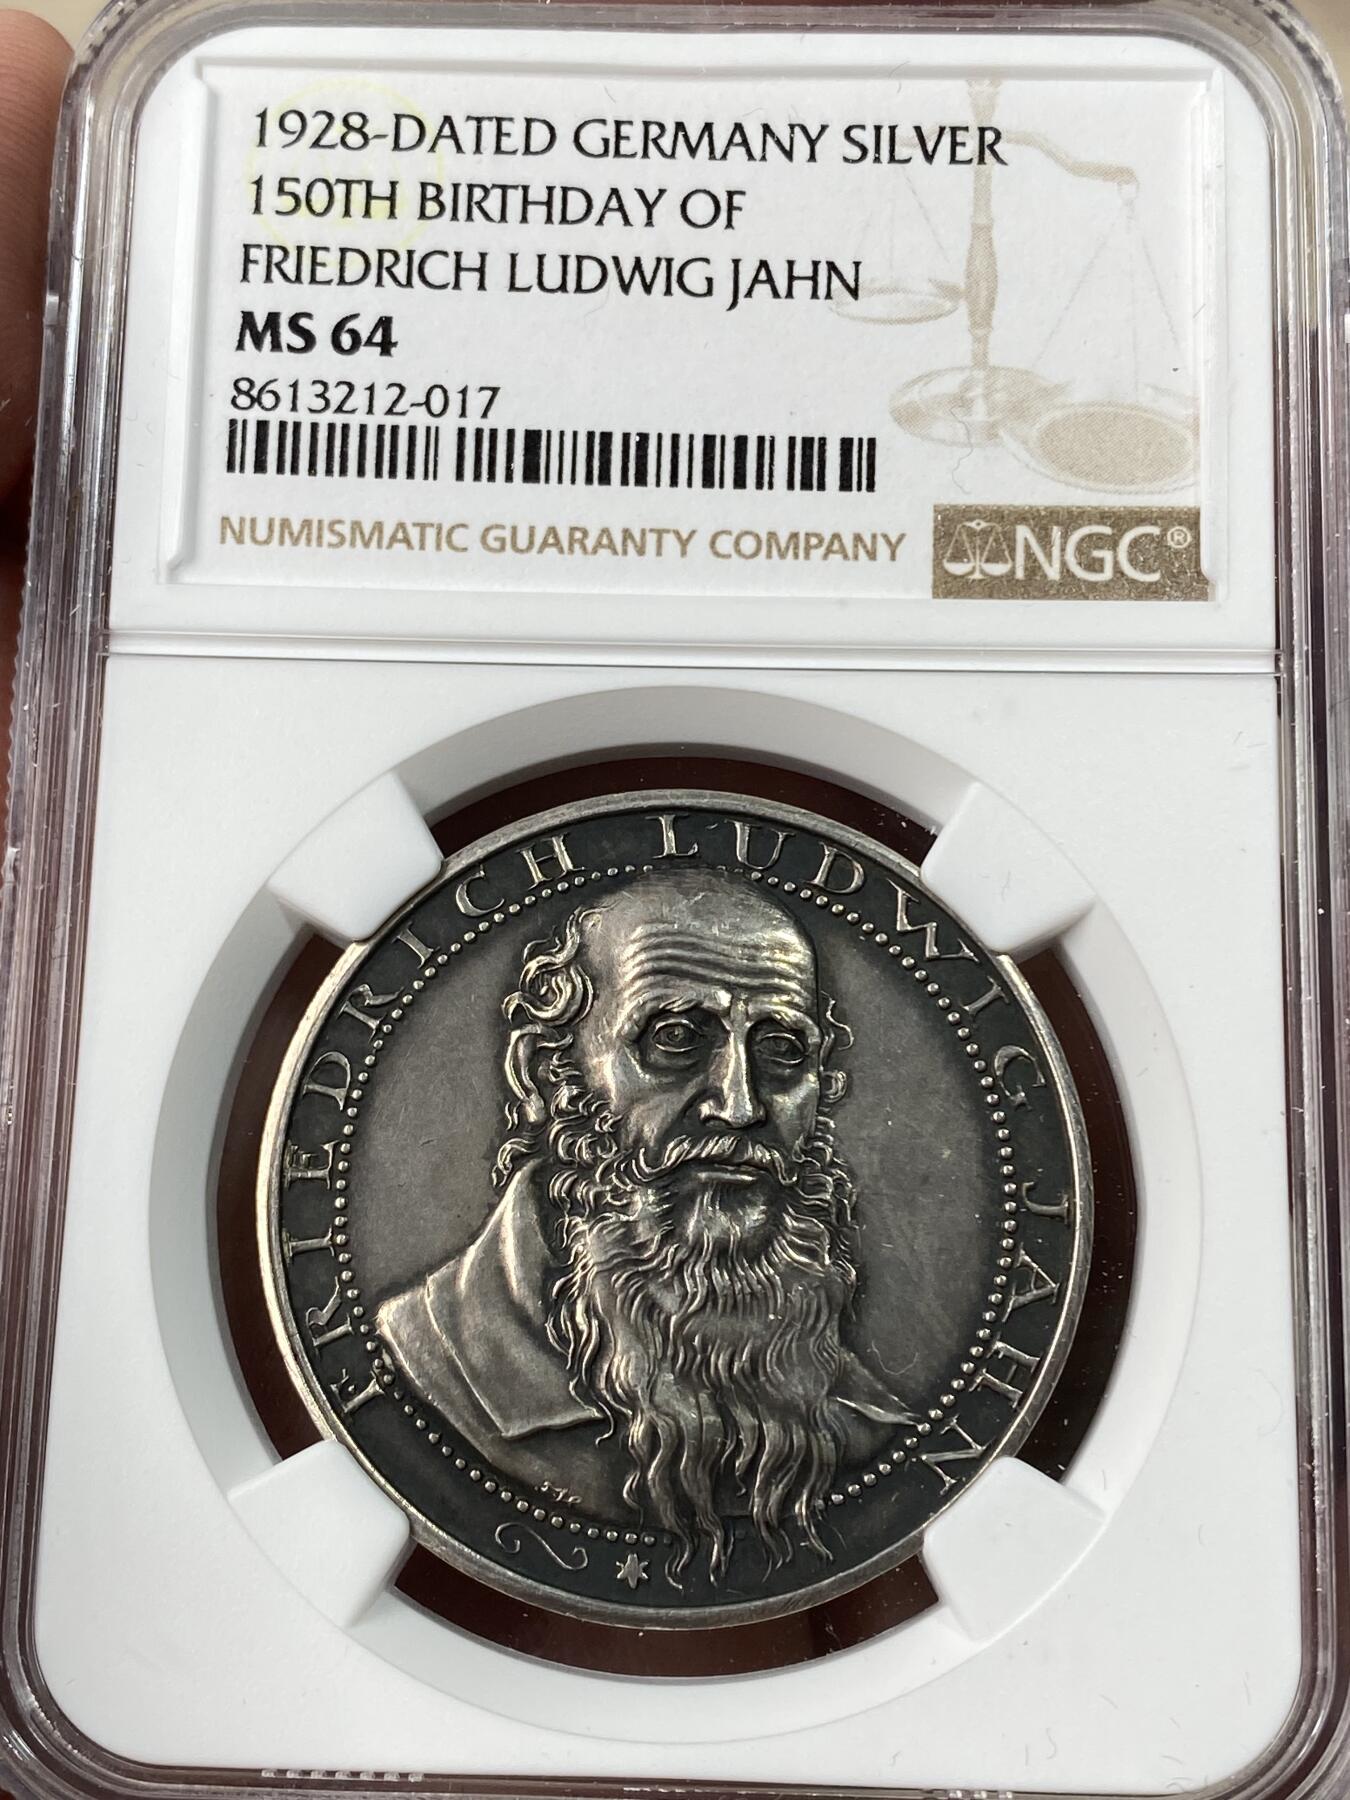 1928-DATED GERMANY SILVER
150TH BIRTHDAY OF
FRIEDRICH LUDWIG JAHN
MS 64
8613212-017
NUMISMATIC GUARANTY COMPANY
NGC®
FRIEDRICH LUDWIG JAHN